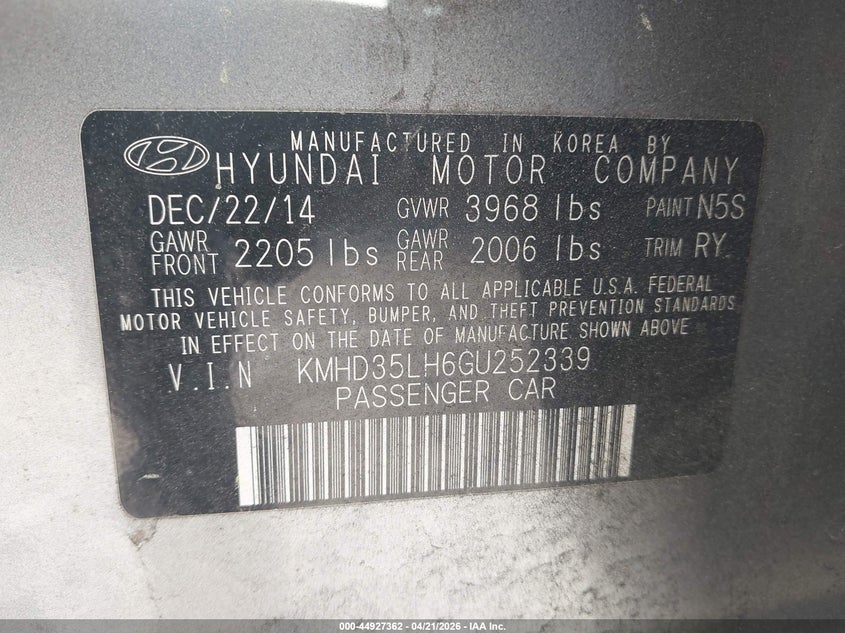 MANUFACTURED IN KOREA BY
HYUNDAI MOTOR COMPANY
DEC/22/14 GVWR 3968 lbs PAINT N5S
GAWR FRONT 2205 lbs GAWR REAR 2006 lbs TRIM RY
THIS VEHICLE CONFORMS TO ALL APPLICABLE U.S.A. FEDERAL
MOTOR VEHICLE SAFETY, BUMPER, AND THEFT PREVENTION STANDARDS
IN EFFECT ON THE DATE OF MANUFACTURE SHOWN ABOVE
V.I.N KMHD35LH6GU252339
PASSENGER CAR
000-44927362 - 04/21/2026 - IAA Inc.